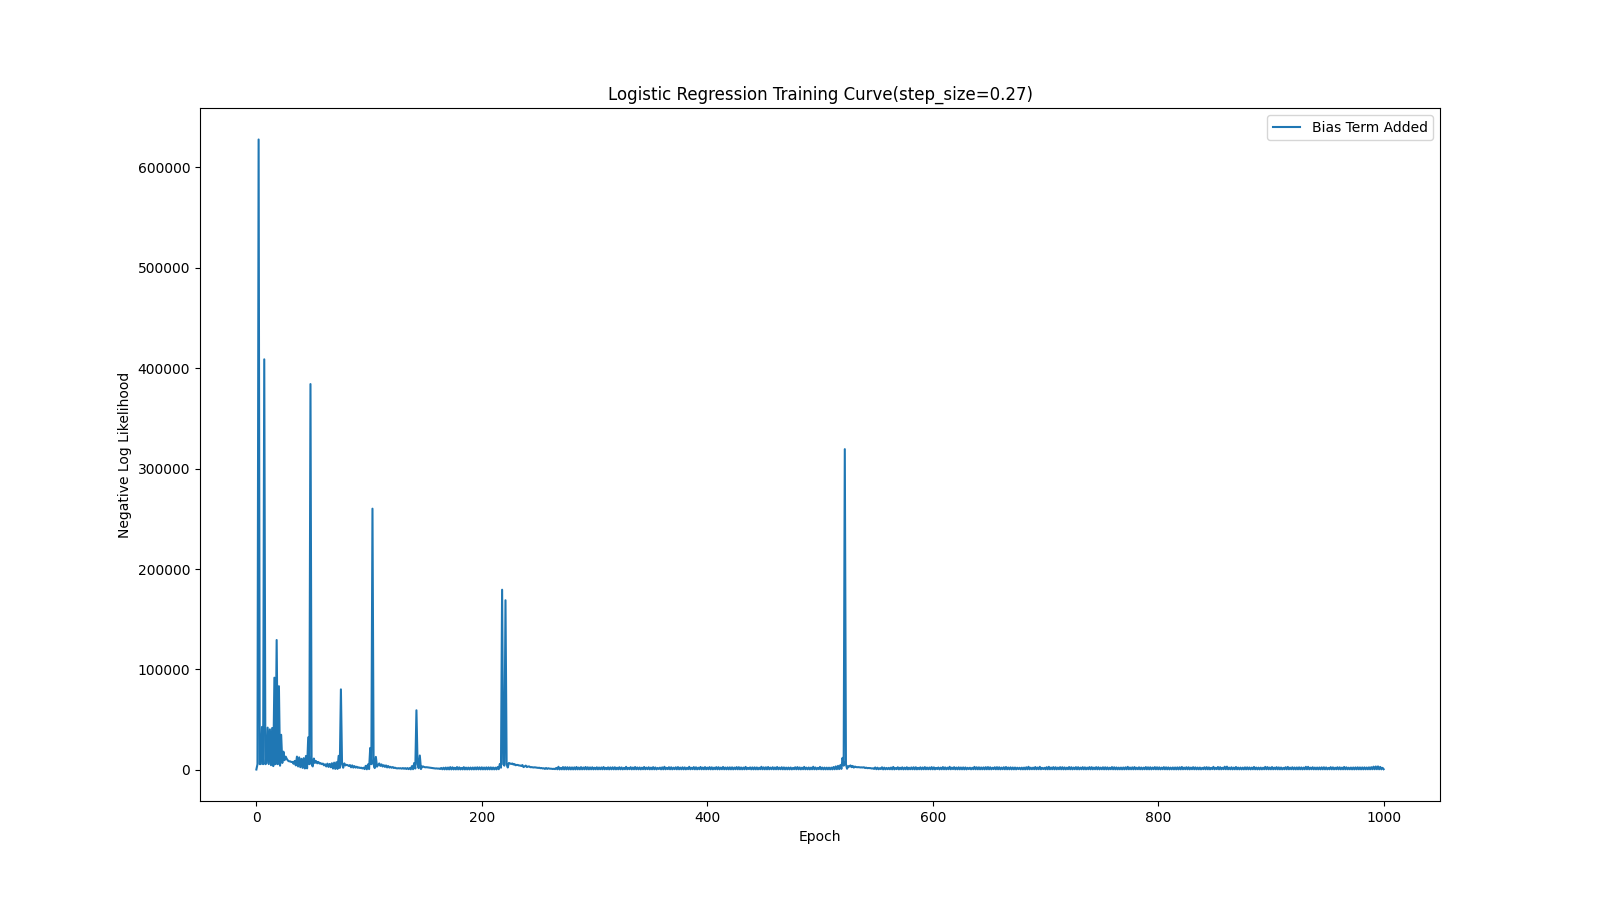 Logistic Regression Training Curve(step_size=0.27)
Bias Term Added
600000
500000
400000
300000
200000
100000
0
Negative Log Likelihood
0 200 400 600 800 1000
Epoch